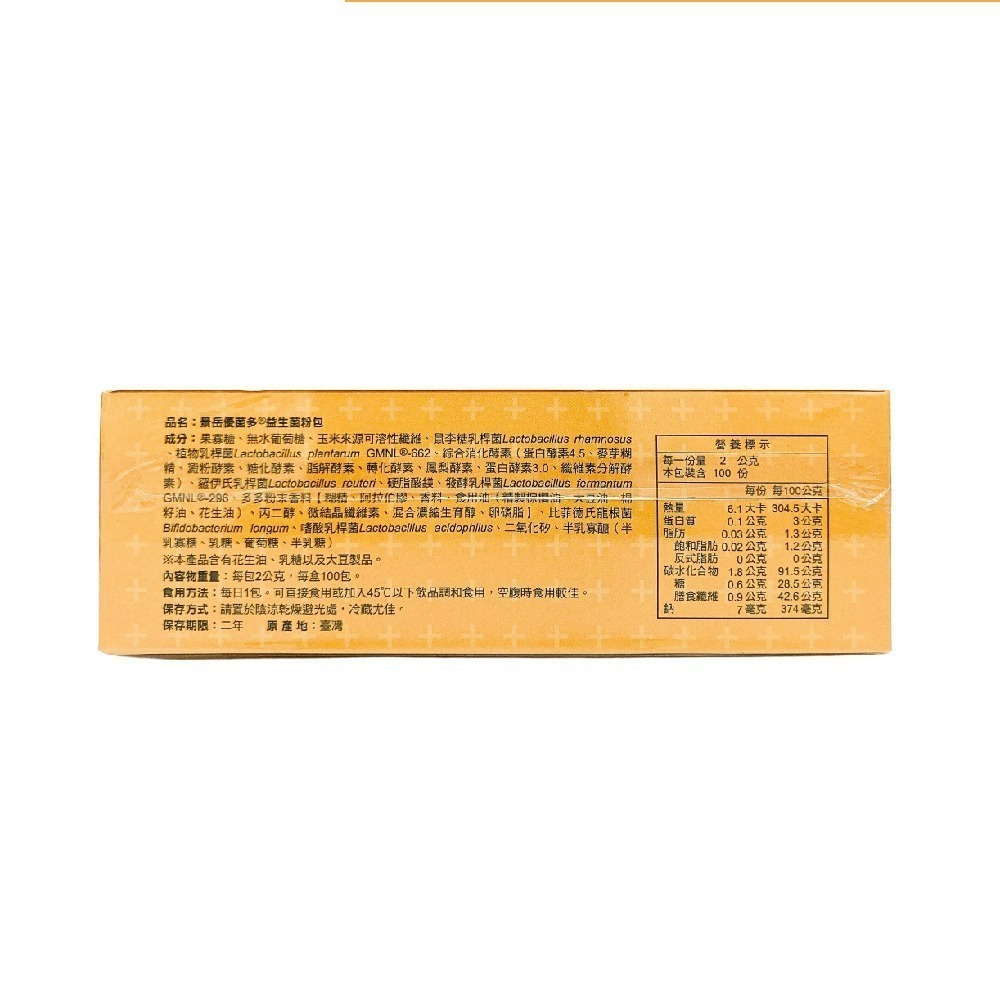 品名：景岳優菌多®益生菌粉包
成分：果寡糖、無水葡萄糖、玉米來源可溶性纖維、鼠李糖乳桿菌Lactobacillus rhamnosus
、植物乳桿菌Lactobacillus plantarum GMNL®-662、綜合消化酵素（蛋白酵素4.5、麥芽糊
精、澱粉酵素、糖化酵素、脂解酵素、轉化酵素、鳳梨酵素、蛋白酵素3.0、纖維素分解酵
素）、羅伊氏乳桿菌Lactobacillus reuteri、硬脂酸鎂、發酵乳桿菌Lactobacillus fermentum
GMNL®-296、多多粉末香料【糊精、阿拉伯膠、香料、食用油（精製棕櫚油、大豆油、棉
籽油、花生油）、丙二醇、微結晶纖維素、混合濃縮生育醇、卵磷脂】、比菲德氏龍根菌
Bifidobacterium longum、嗜酸乳桿菌Lactobacillus acidophilus、二氧化矽、半乳寡醣（半
乳寡糖、乳糖、葡萄糖、半乳糖）
※本產品含有花生油、乳糖以及大豆製品。
內容物重量：每包2公克，每盒100包。
食用方法：每日1包。可直接食用或加入45℃以下飲品調和食用，空腹時食用較佳。
保存方式：請置於陰涼乾燥避光處，冷藏尤佳。
保存期限：二年　原產地：臺灣
營養標示
每一份量 2 公克
本包裝含 100 份
每份 每100公克
熱量 6.1大卡 304.5大卡
蛋白質 0.1公克 3公克
脂肪 0.03公克 1.3公克
飽和脂肪 0.02公克 1.2公克
反式脂肪 0公克 0公克
碳水化合物 1.8公克 91.5公克
糖 0.6公克 28.5公克
膳食纖維 0.9公克 42.6公克
鈣 7毫克 374毫克